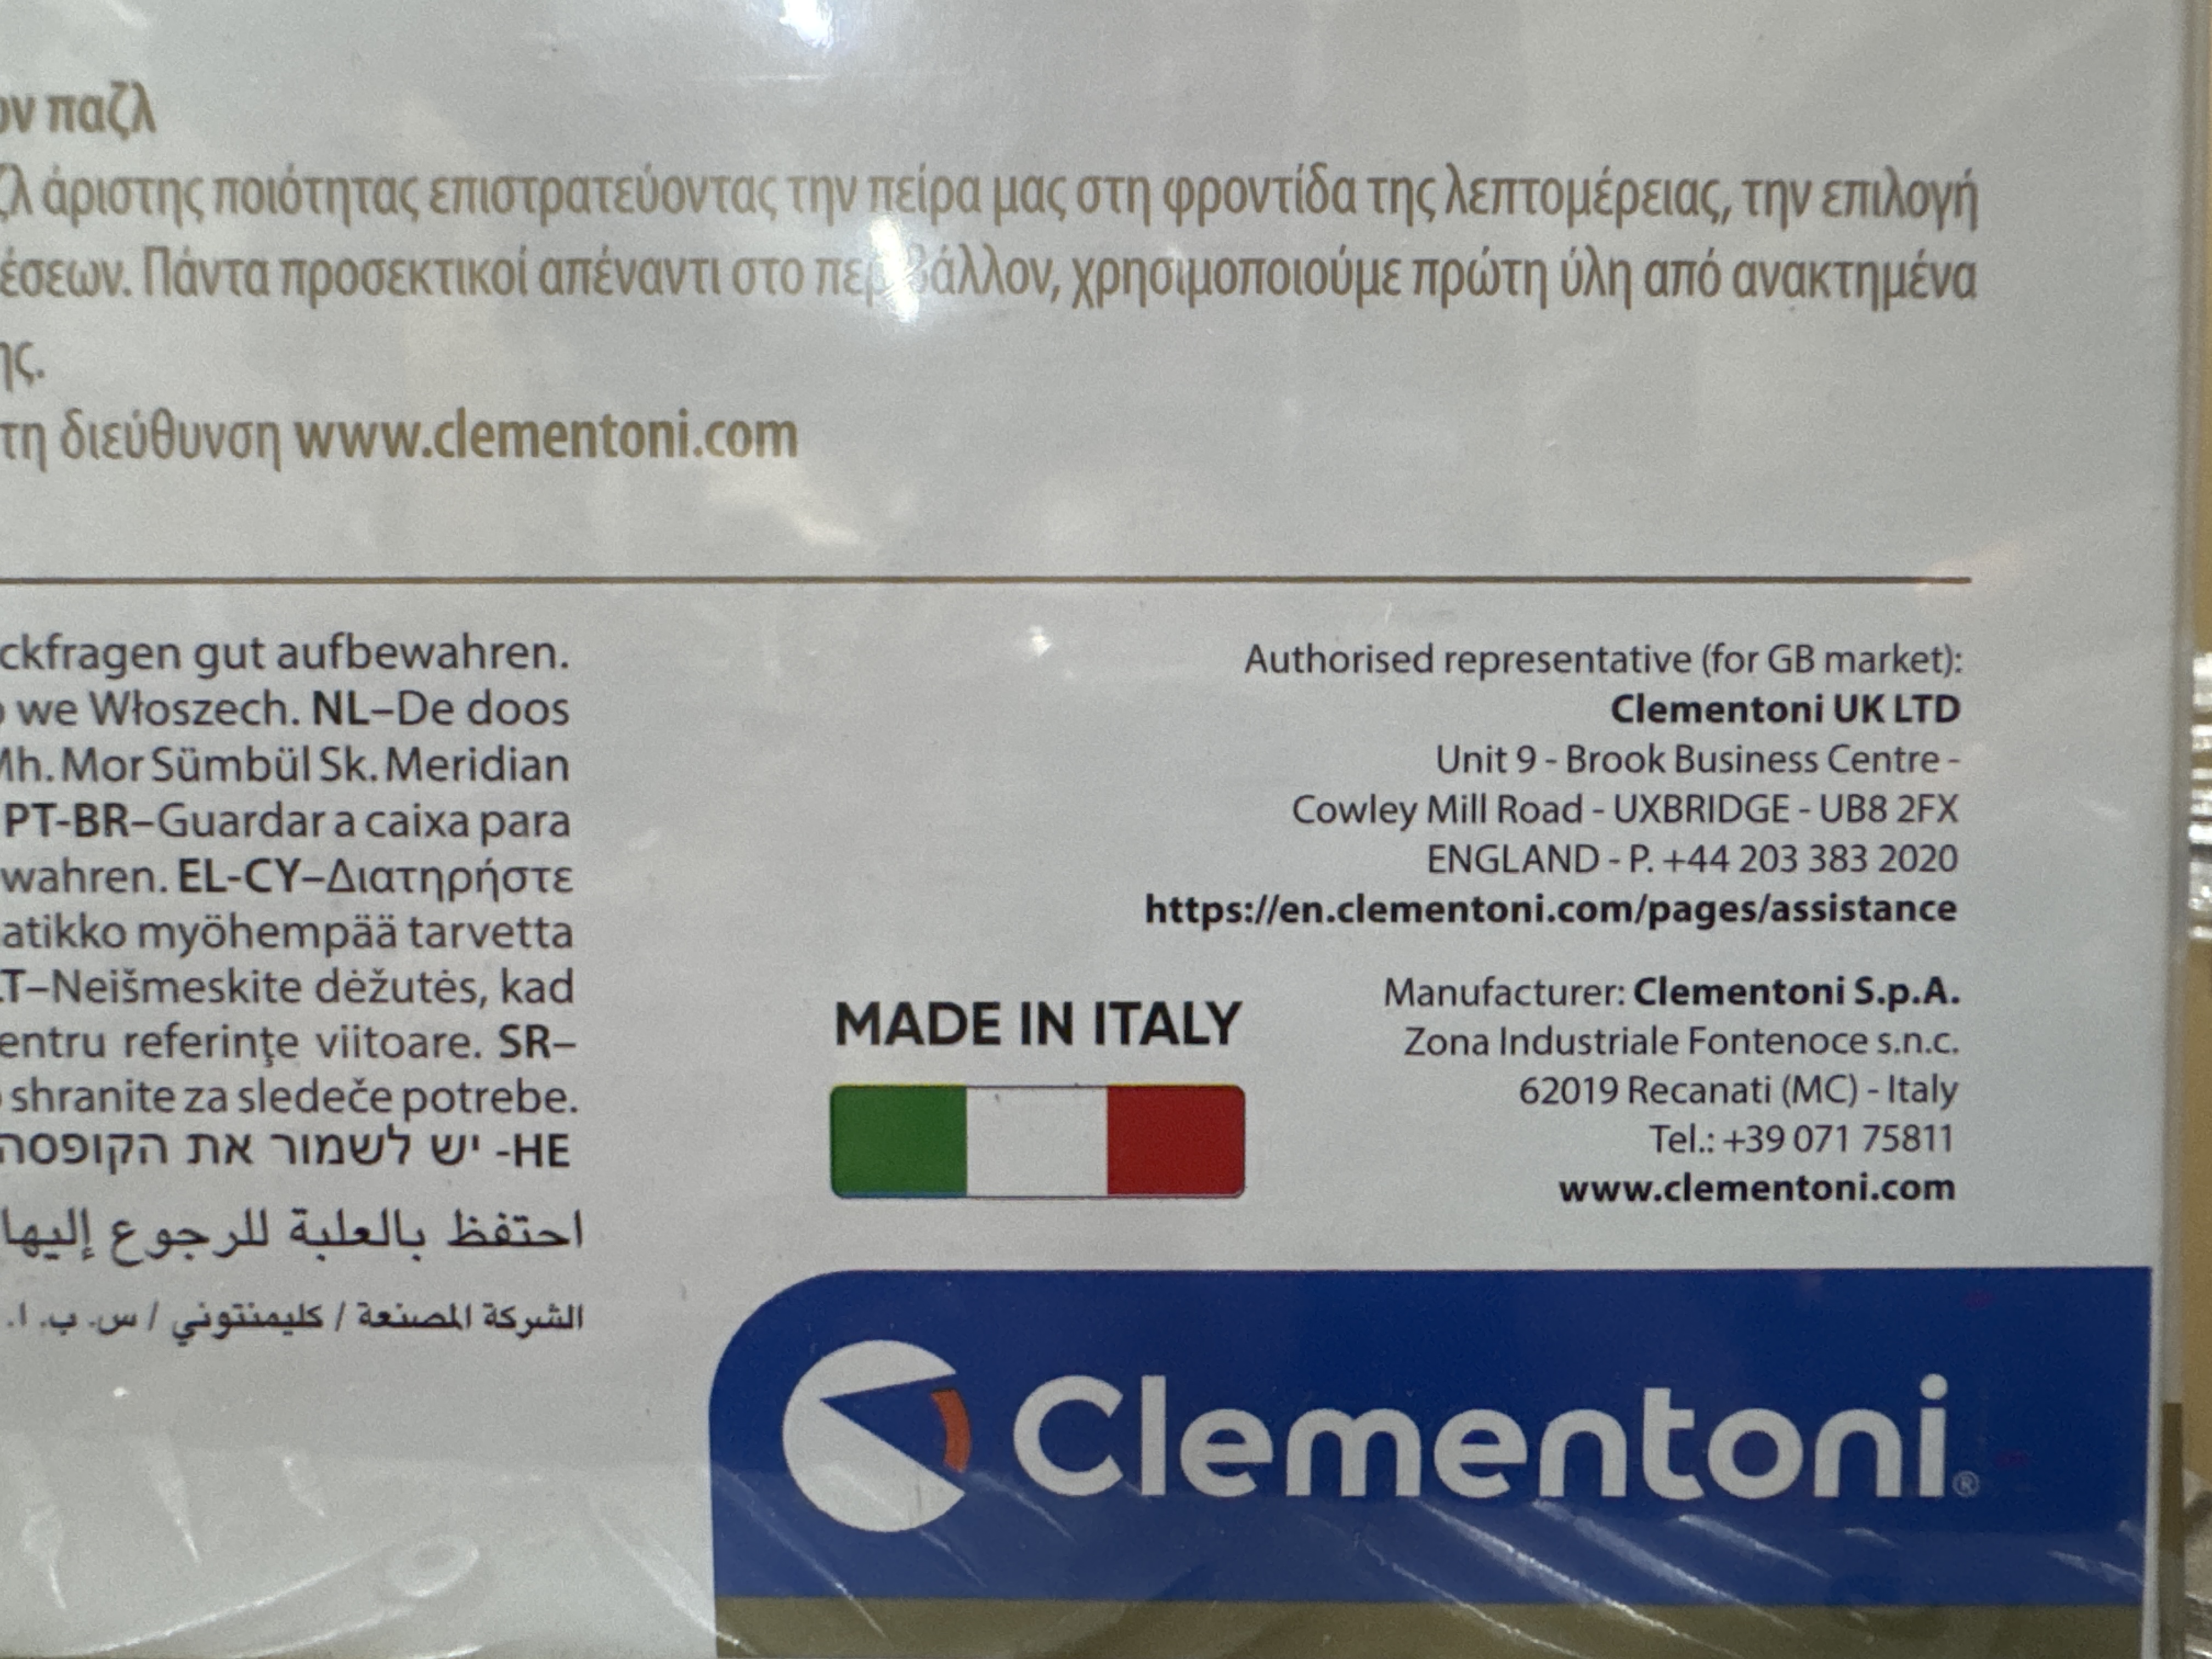 ον παζλ
ζλ άριστης ποιότητας επιστρατεύοντας την πείρα μας στη φροντίδα της λεπτομέρειας, την επιλογή
έσεων. Πάντα προσεκτικοί απέναντι στο περιβάλλον, χρησιμοποιούμε πρώτη ύλη από ανακτημένα
ης.
τη διεύθυνση www.clementoni.com
ckfragen gut aufbewahren.
o we Włoszech. NL–De doos
Mh. Mor Sümbül Sk. Meridian
PT-BR–Guardar a caixa para
wahren. EL-CY–Διατηρήστε
atikko myöhempää tarvetta
LT–Neišmeskite dėžutės, kad
entru referinţe viitoare. SR–
shranite za sledeče potrebe.
HE- יש לשמור את הקופסה
احتفظ بالعلبة للرجوع إليها
الشركة المصنعة / كليمنتوني / س. ب. ا.
Authorised representative (for GB market):
Clementoni UK LTD
Unit 9 - Brook Business Centre -
Cowley Mill Road - UXBRIDGE - UB8 2FX
ENGLAND - P. +44 203 383 2020
https://en.clementoni.com/pages/assistance
MADE IN ITALY
Manufacturer: Clementoni S.p.A.
Zona Industriale Fontenoce s.n.c.
62019 Recanati (MC) - Italy
Tel.: +39 071 75811
www.clementoni.com
Clementoni®